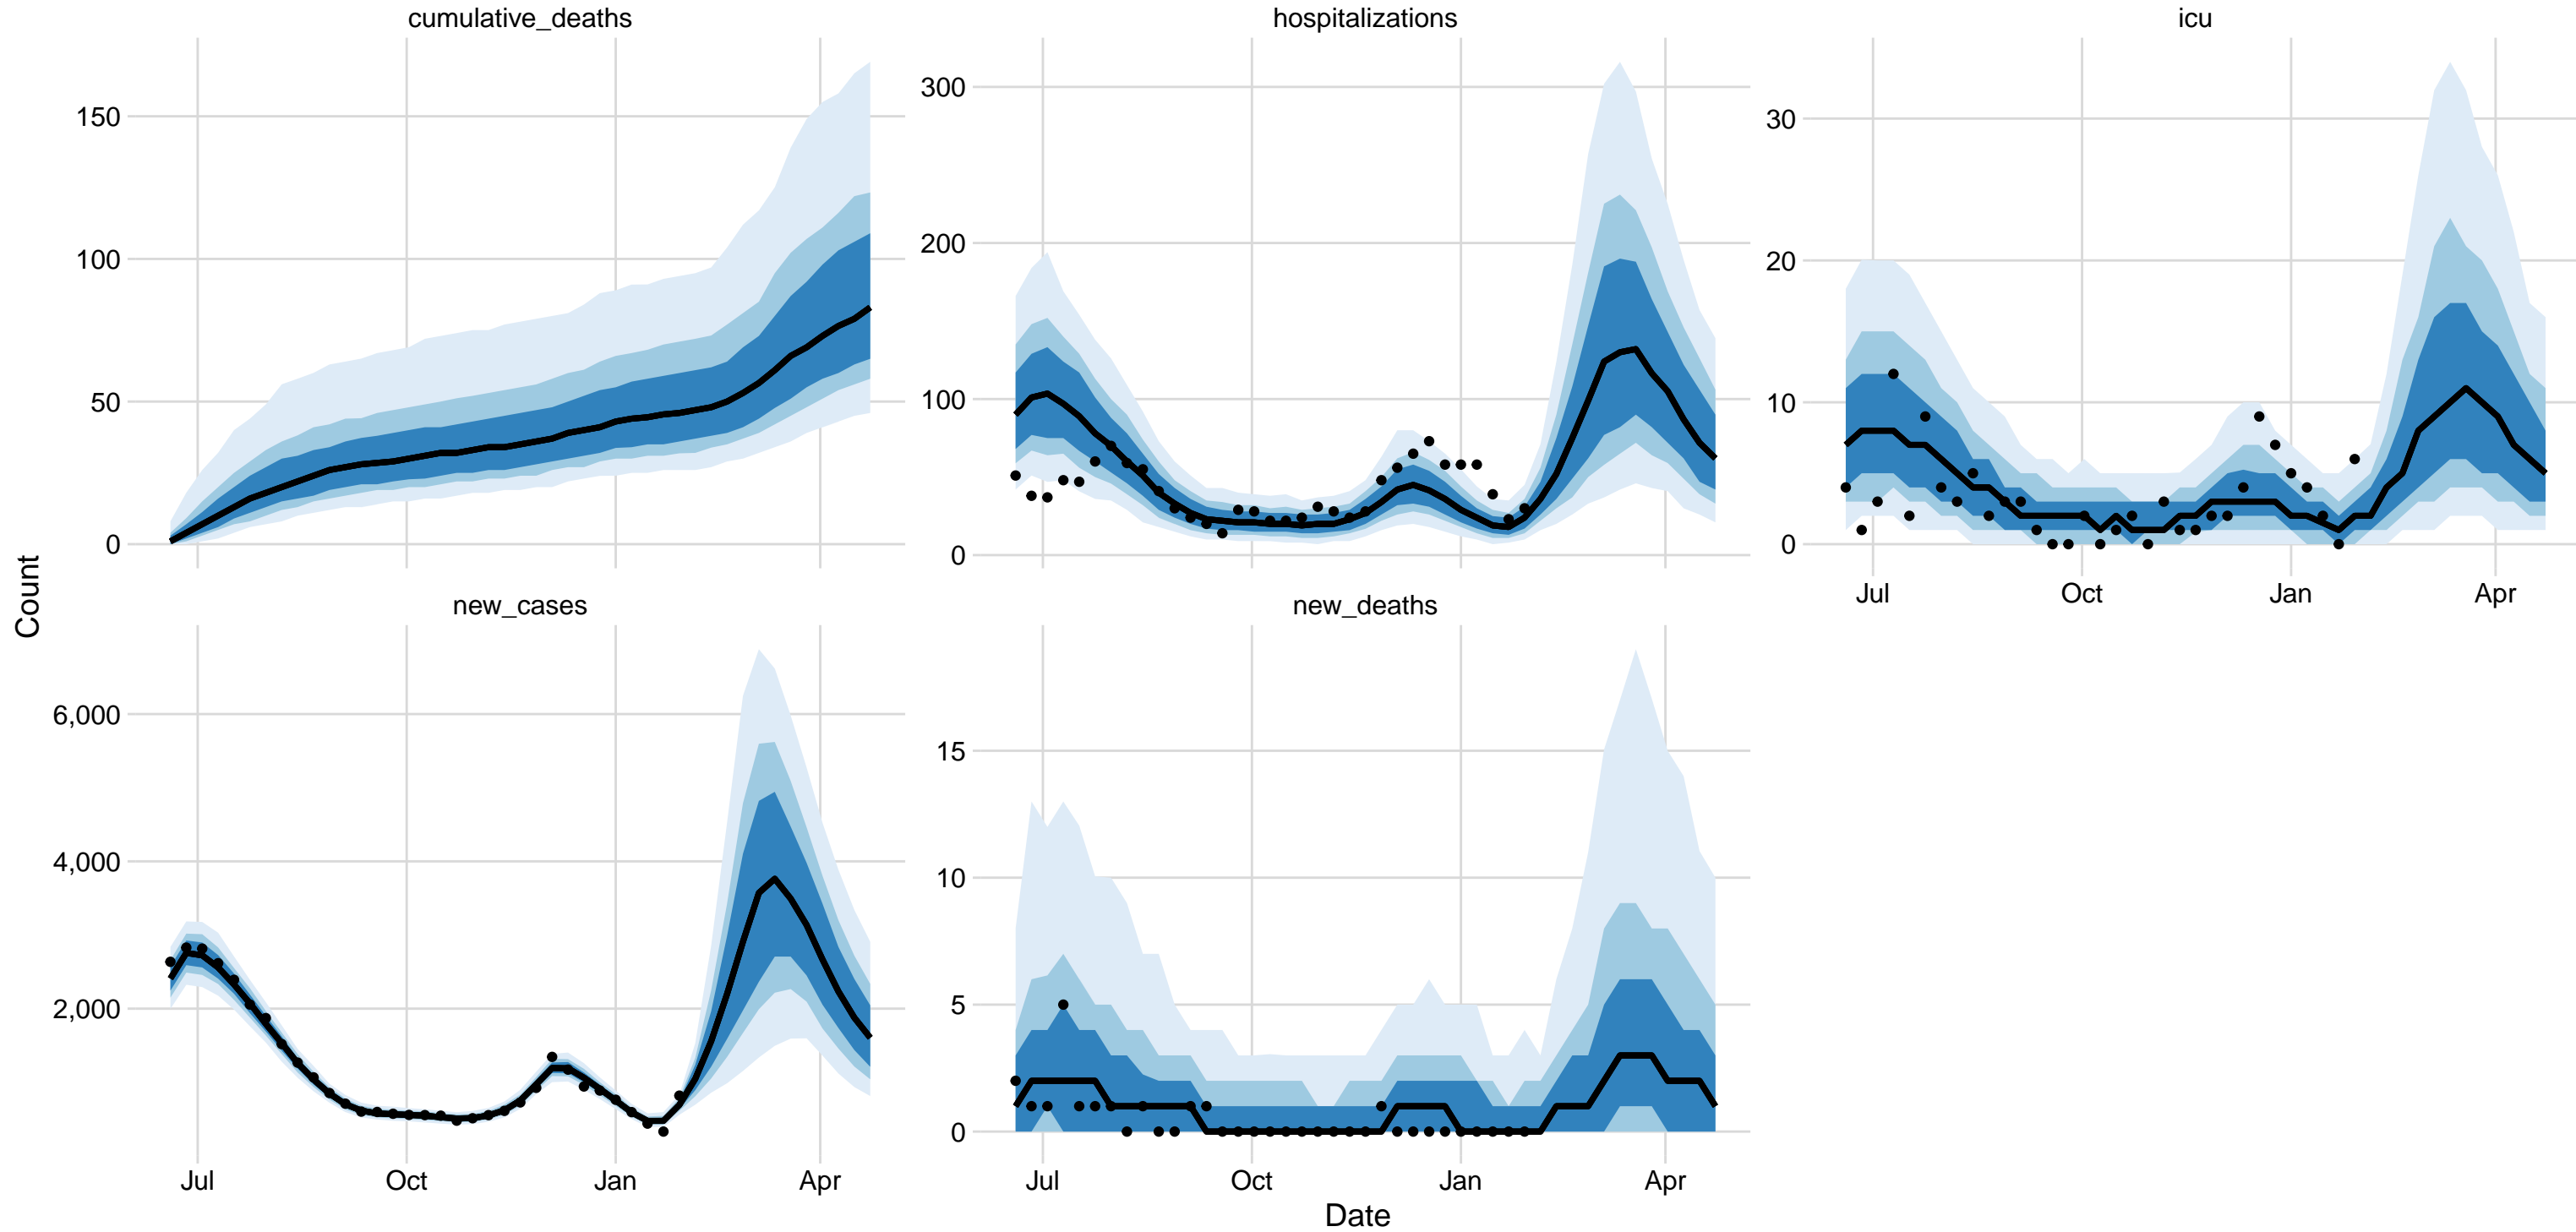 cumulative_deaths
150
100
50
0
hospitalizations
300
200
100
0
icu
30
20
10
0
Jul Oct Jan Apr
new_cases
6,000
4,000
2,000
Jul Oct Jan Apr
new_deaths
15
10
5
0
Jul Oct Jan Apr
Count
Date